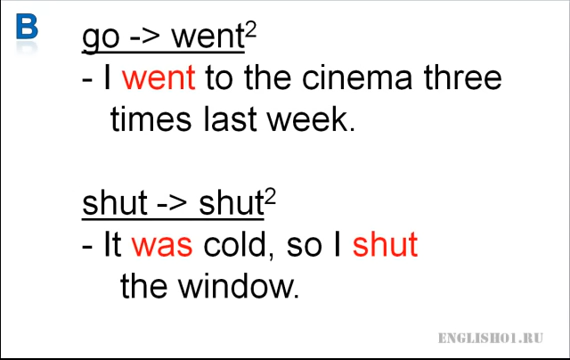 B
go -> went²
- I went to the cinema three
times last week.
shut -> shut²
- It was cold, so I shut
the window.
ENGLISH01.RU